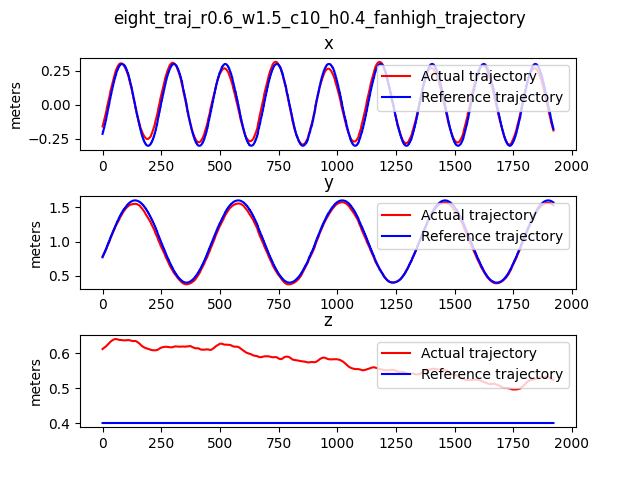 eight_traj_r0.6_w1.5_c10_h0.4_fanhigh_trajectory
x
0.25
0.00
−0.25
meters
Actual trajectory
Reference trajectory
0 250 500 750 1000 1250 1500 1750 2000
y
1.5
1.0
0.5
meters
Actual trajectory
Reference trajectory
0 250 500 750 1000 1250 1500 1750 2000
z
0.6
0.5
0.4
meters
Actual trajectory
Reference trajectory
0 250 500 750 1000 1250 1500 1750 2000